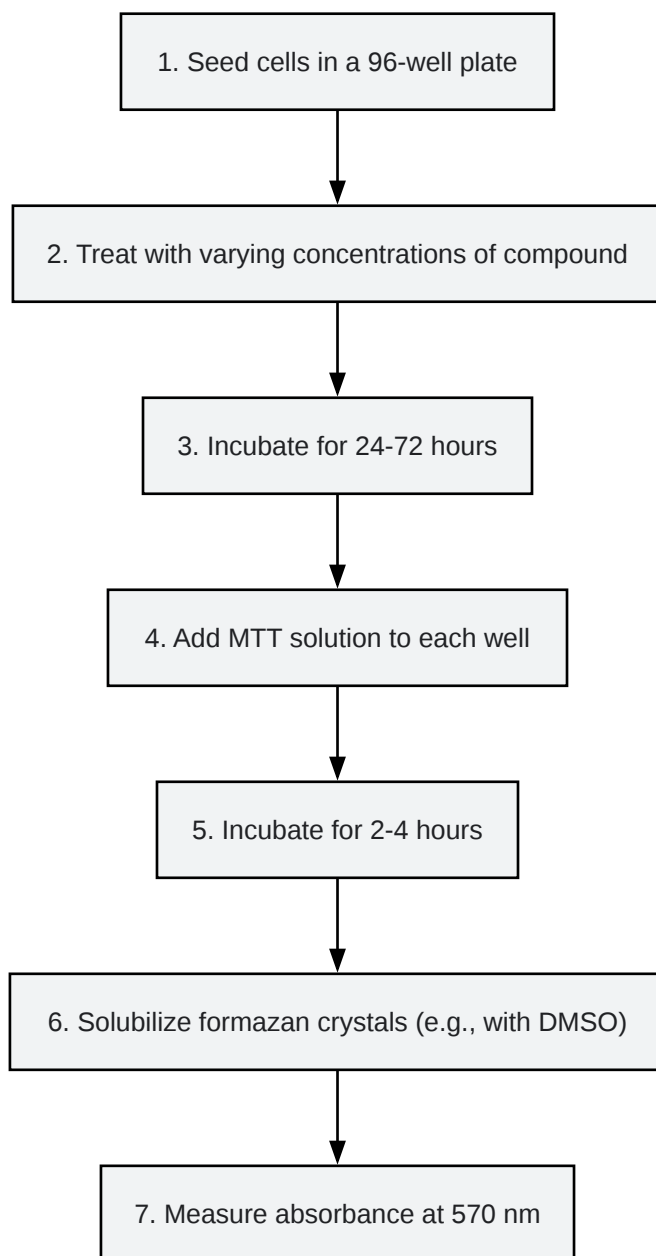 1. Seed cells in a 96-well plate
2. Treat with varying concentrations of compound
3. Incubate for 24-72 hours
4. Add MTT solution to each well
5. Incubate for 2-4 hours
6. Solubilize formazan crystals (e.g., with DMSO)
7. Measure absorbance at 570 nm